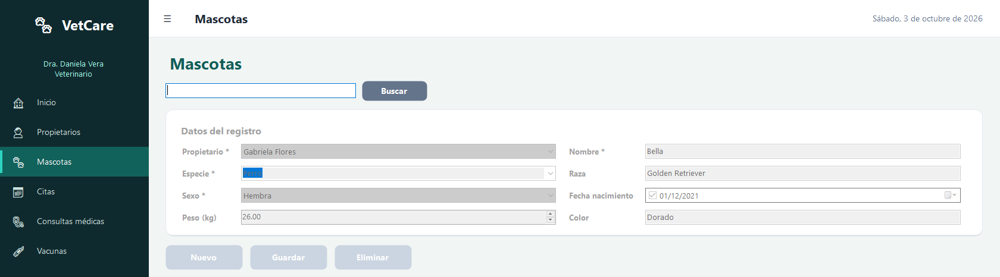 VetCare
Dra. Daniela Vera
Veterinario
Inicio
Propietarios
Mascotas
Citas
Consultas médicas
Vacunas
☰ Mascotas
Sábado, 3 de octubre de 2026
Mascotas
Buscar
Datos del registro
Propietario * Gabriela Flores
Nombre * Bella
Especie * Perro
Raza Golden Retriever
Sexo * Hembra
Fecha nacimiento 01/12/2021
Peso (kg) 26.00
Color Dorado
Nuevo
Guardar
Eliminar